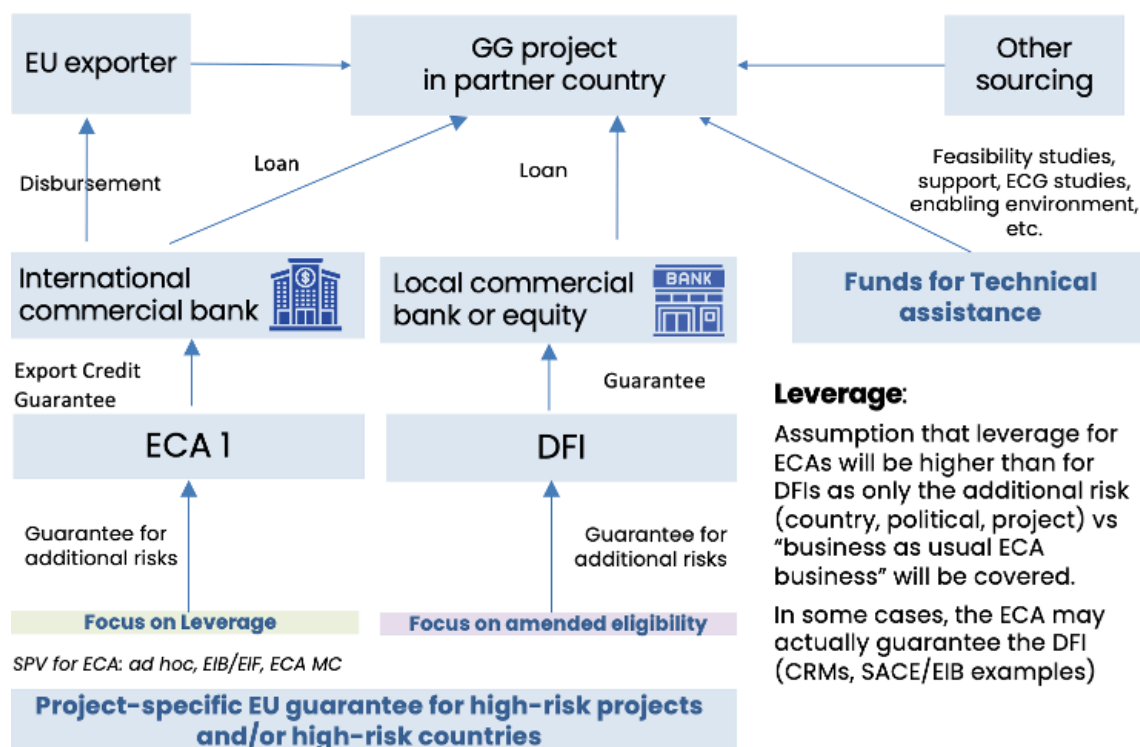 EU exporter
GG project
in partner country
Other
sourcing
Disbursement
Loan
Loan
Feasibility studies,
support, ECG studies,
enabling environment,
etc.
International
commercial bank
Local commercial
bank or equity
BANK
Funds for Technical
assistance
Export Credit
Guarantee
Guarantee
ECA 1
DFI
Leverage:
Assumption that leverage for
ECAs will be higher than for
DFIs as only the additional risk
(country, political, project) vs
“business as usual ECA
business” will be covered.
In some cases, the ECA may
actually guarantee the DFI
(CRMs, SACE/EIB examples)
Guarantee for
additional risks
Guarantee for
additional risks
Focus on Leverage
Focus on amended eligibility
SPV for ECA: ad hoc, EIB/EIF, ECA MC
Project-specific EU guarantee for high-risk projects
and/or high-risk countries